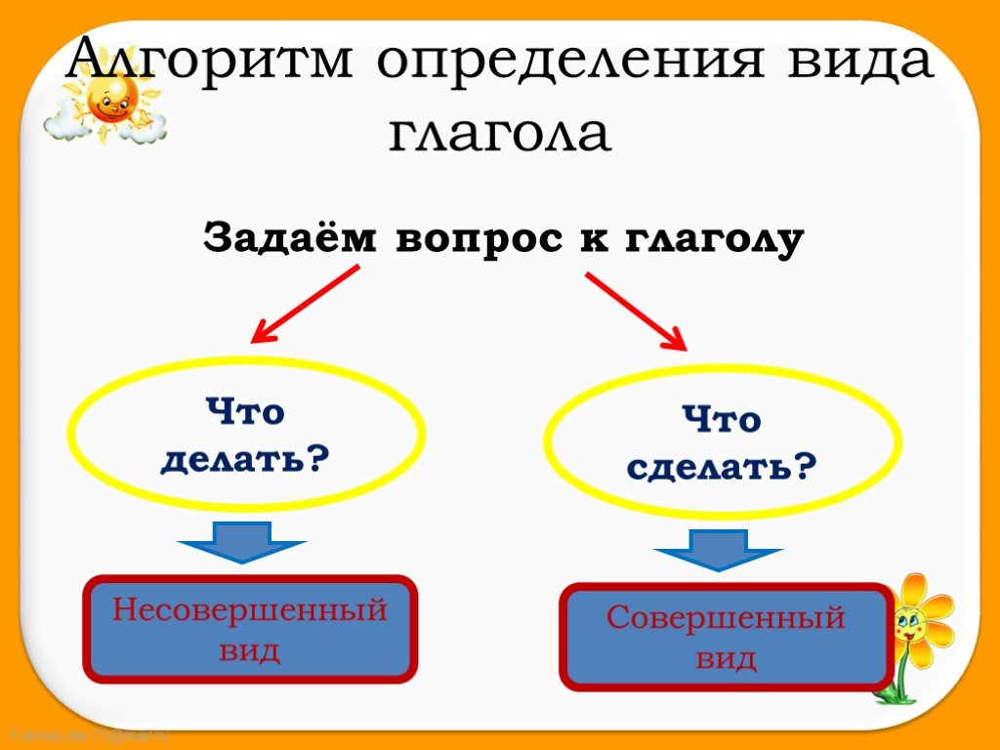 Алгоритм определения вида
глагола
Задаём вопрос к глаголу
Что
делать?
Что
сделать?
Несовершенный
вид
Совершенный
вид